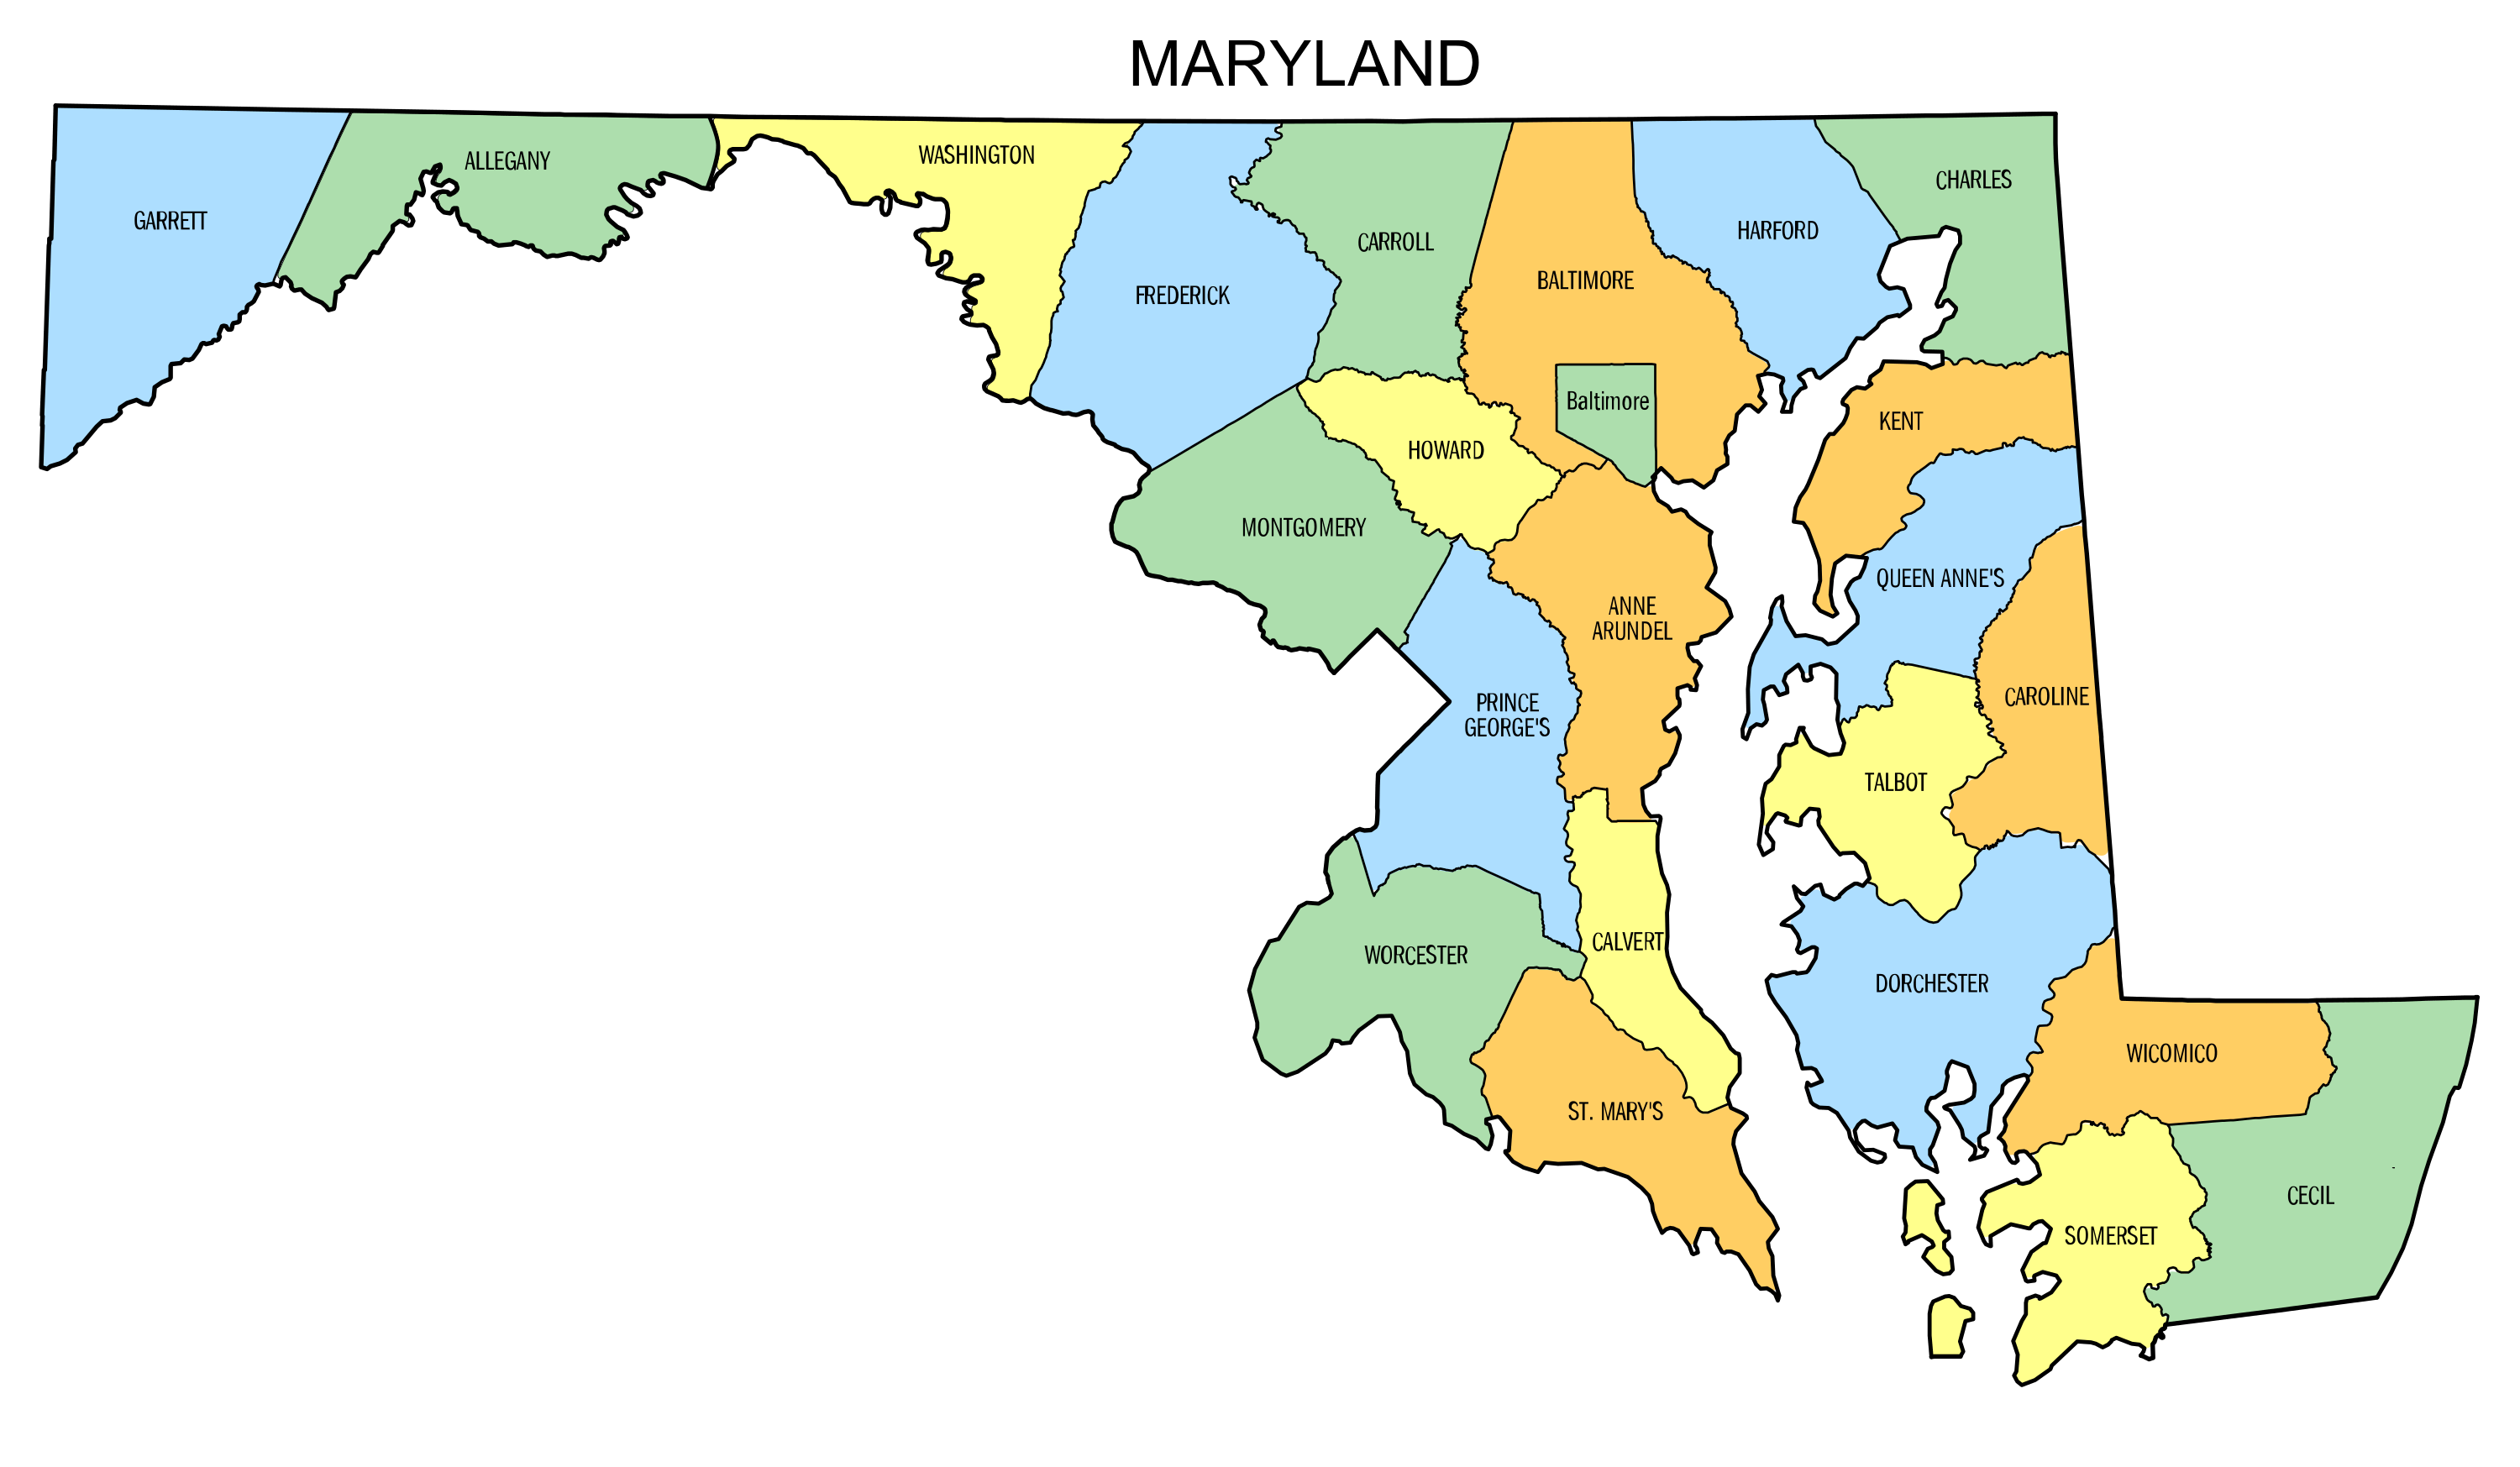 MARYLAND
GARRETT
ALLEGANY
WASHINGTON
FREDERICK
CARROLL
BALTIMORE
HARFORD
CHARLES
Baltimore
HOWARD
KENT
MONTGOMERY
QUEEN ANNE'S
ANNE
ARUNDEL
PRINCE
GEORGE'S
CAROLINE
TALBOT
WORCESTER
CALVERT
DORCHESTER
WICOMICO
ST. MARY'S
CECIL
SOMERSET